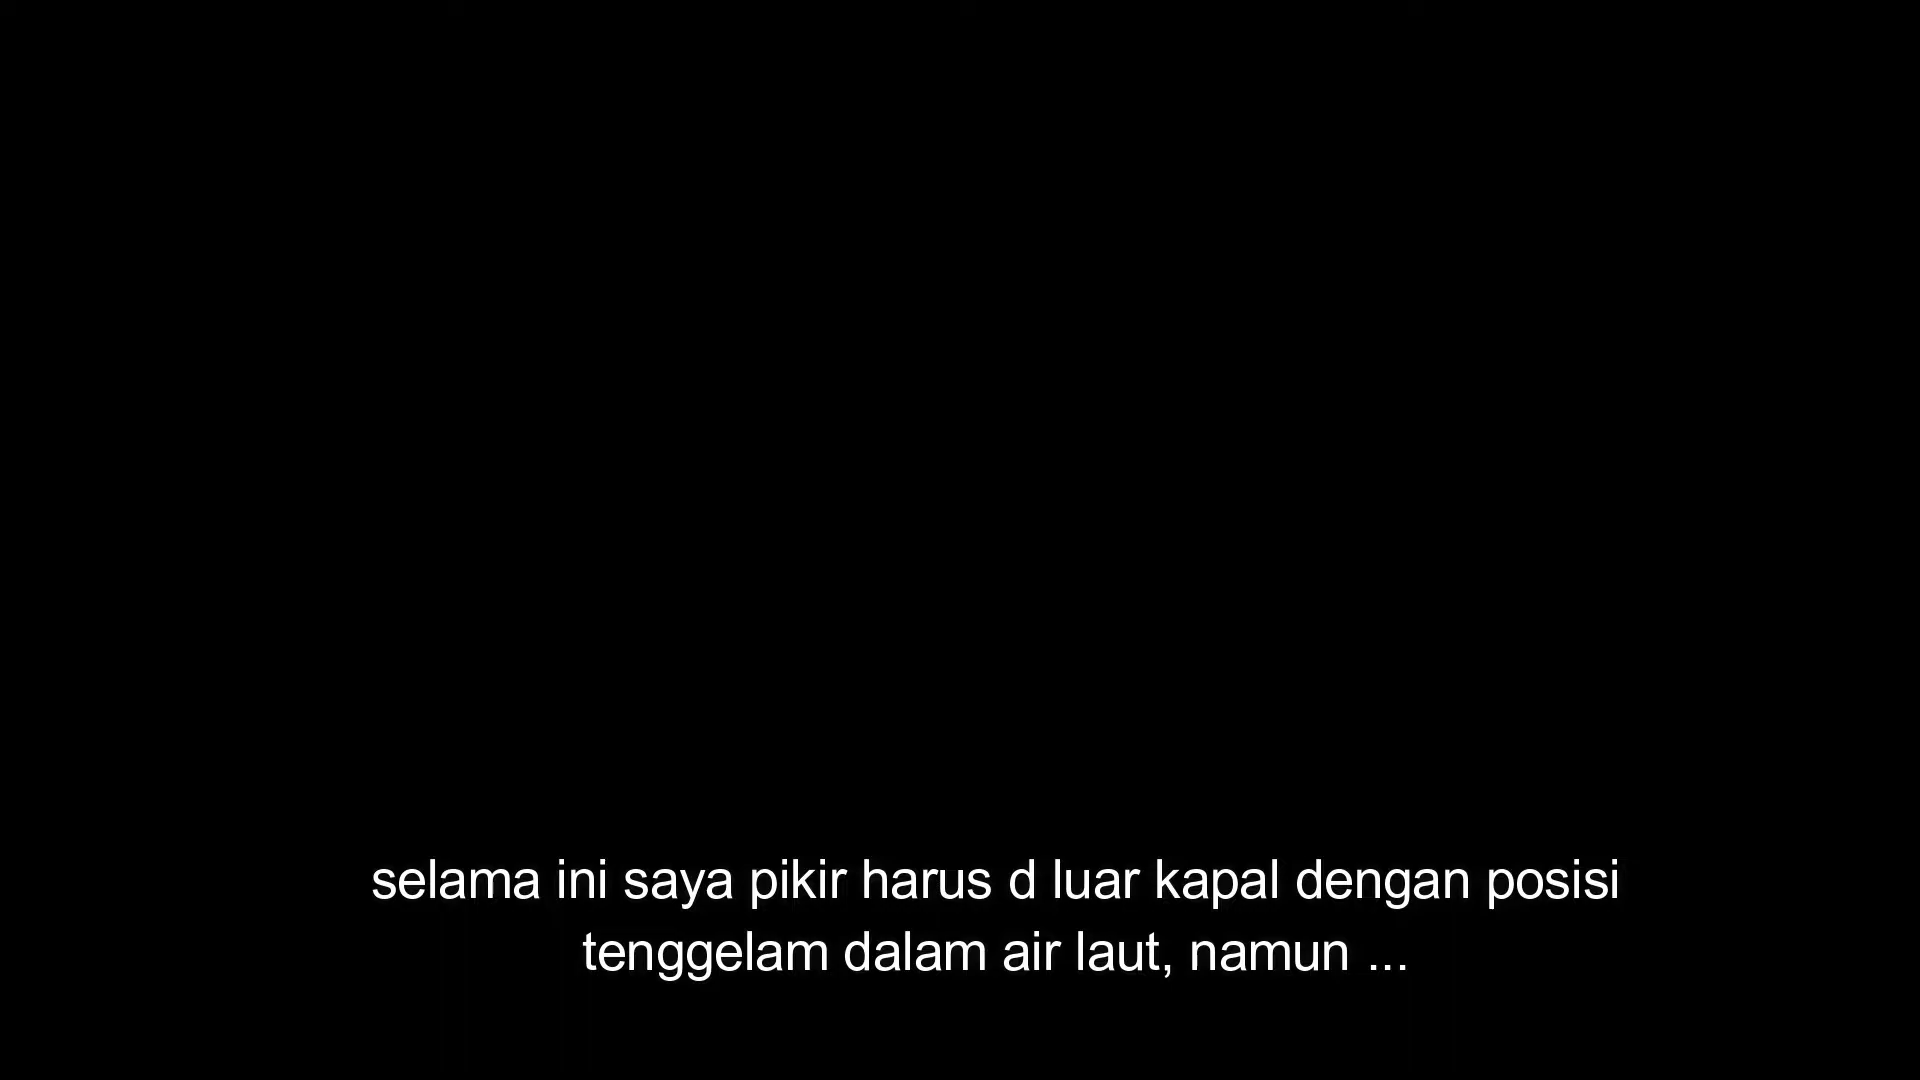 selama ini saya pikir harus d luar kapal dengan posisi
tenggelam dalam air laut, namun ...